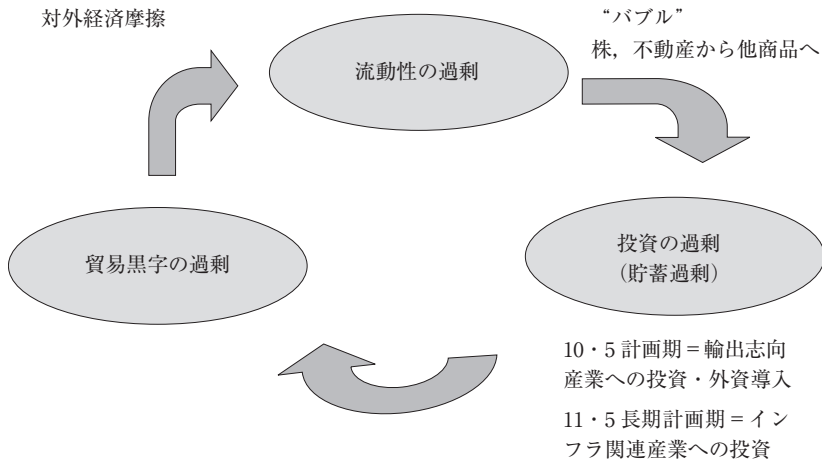 対外経済摩擦
“バブル”
株，不動産から他商品へ
流動性の過剰
貿易黒字の過剰
投資の過剰
（貯蓄過剰）
10・5 計画期＝輸出志向
産業への投資・外資導入
11・5 長期計画期＝イン
フラ関連産業への投資